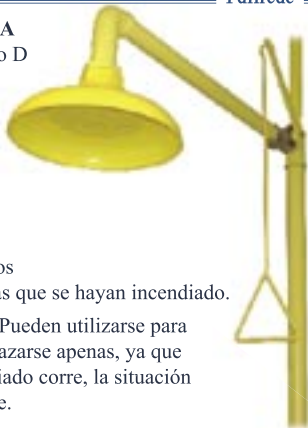 A
o D
os
as que se hayan incendiado.
Pueden utilizarse para
azarse apenas, ya que
iado corre, la situación
e.